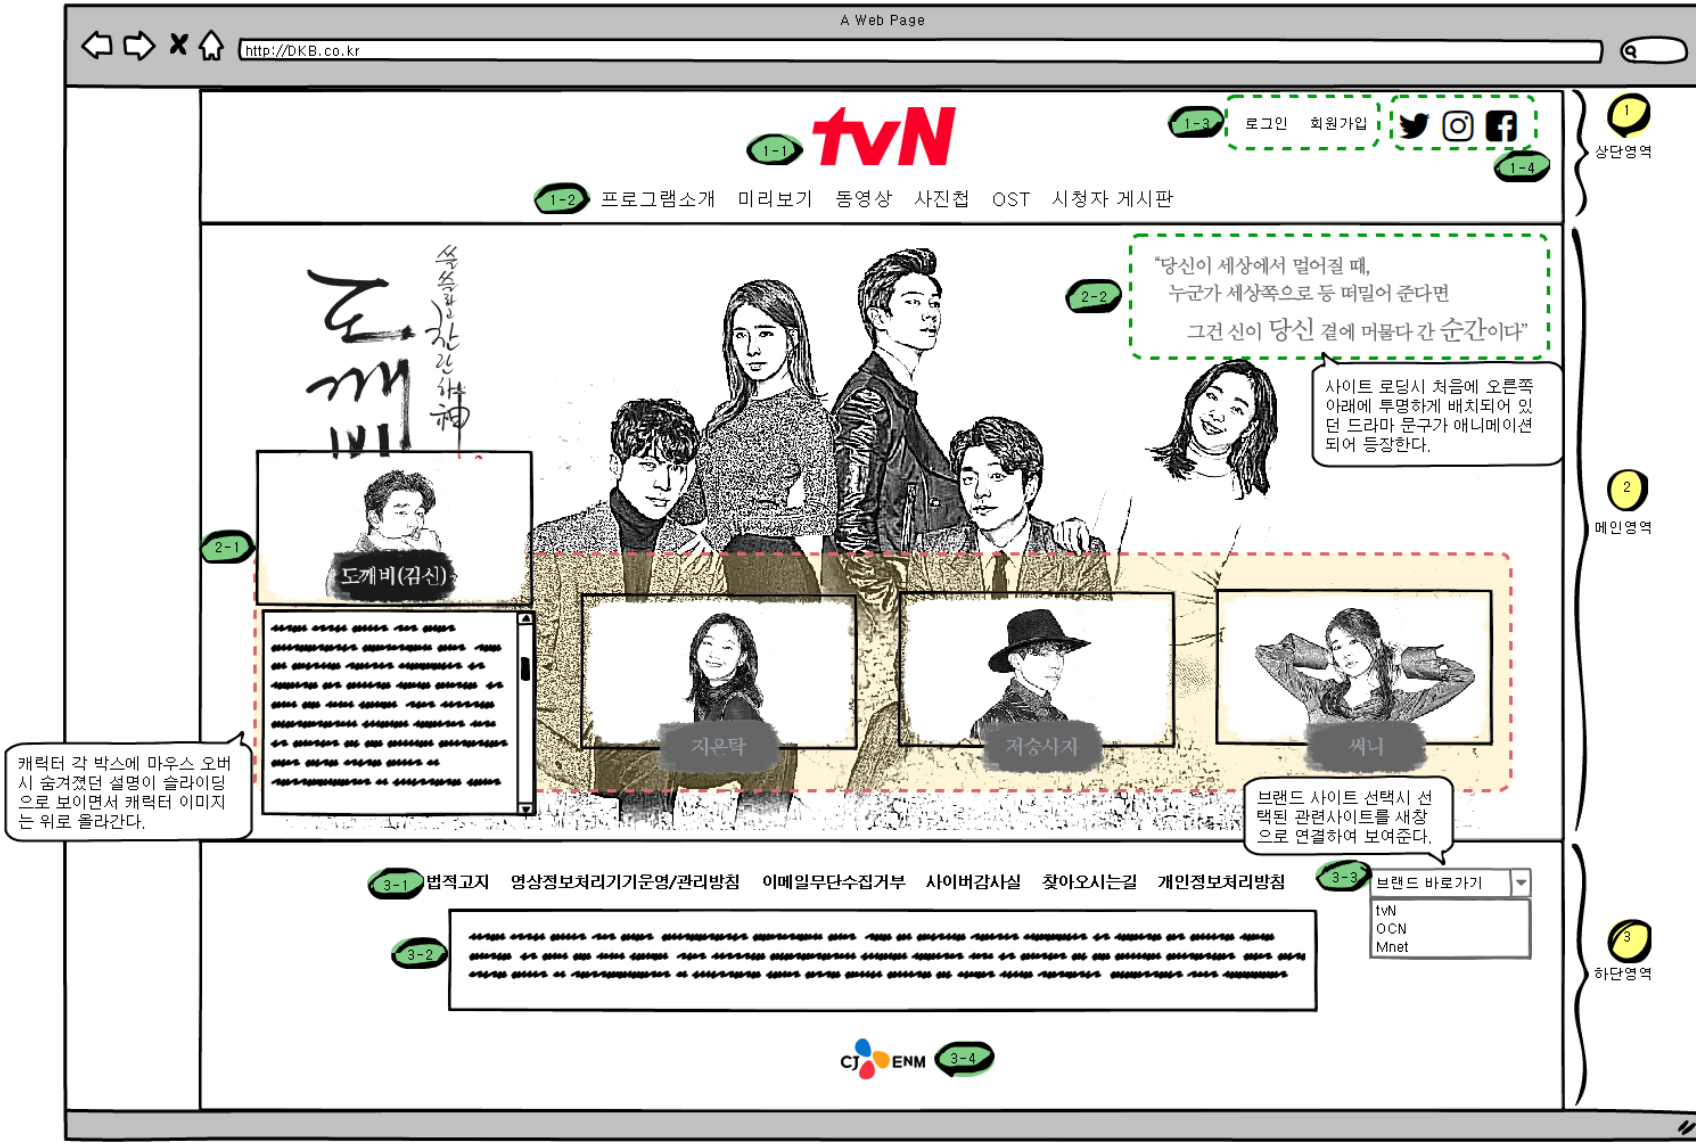 A Web Page
http://DKB.co.kr
1-1
tvN
1-3
로그인 회원가입
1-4
1
상단영역
1-2
프로그램소개 미리보기 동영상 사진첩 OST 시청자 게시판
쓸쓸하고 찬란하神
도깨비
2-2
“당신이 세상에서 멀어질 때,
누군가 세상쪽으로 등 떠밀어 준다면
그건 신이 당신 곁에 머물다 간 순간이다”
사이트 로딩시 처음에 오른쪽
아래에 투명하게 배치되어 있
던 드라마 문구가 애니메이션
되어 등장한다.
2
메인영역
2-1
도깨비(김신)
지은탁
저승사자
써니
캐릭터 각 박스에 마우스 오버
시 숨겨졌던 설명이 슬라이딩
으로 보이면서 캐릭터 이미지
는 위로 올라간다.
브랜드 사이트 선택시 선
택된 관련사이트를 새창
으로 연결하여 보여준다.
3-1
법적고지 영상정보처리기기운영/관리방침 이메일무단수집거부 사이버감사실 찾아오시는길 개인정보처리방침
3-3
브랜드 바로가기
tvN
OCN
Mnet
3-2
3
하단영역
CJ ENM
3-4